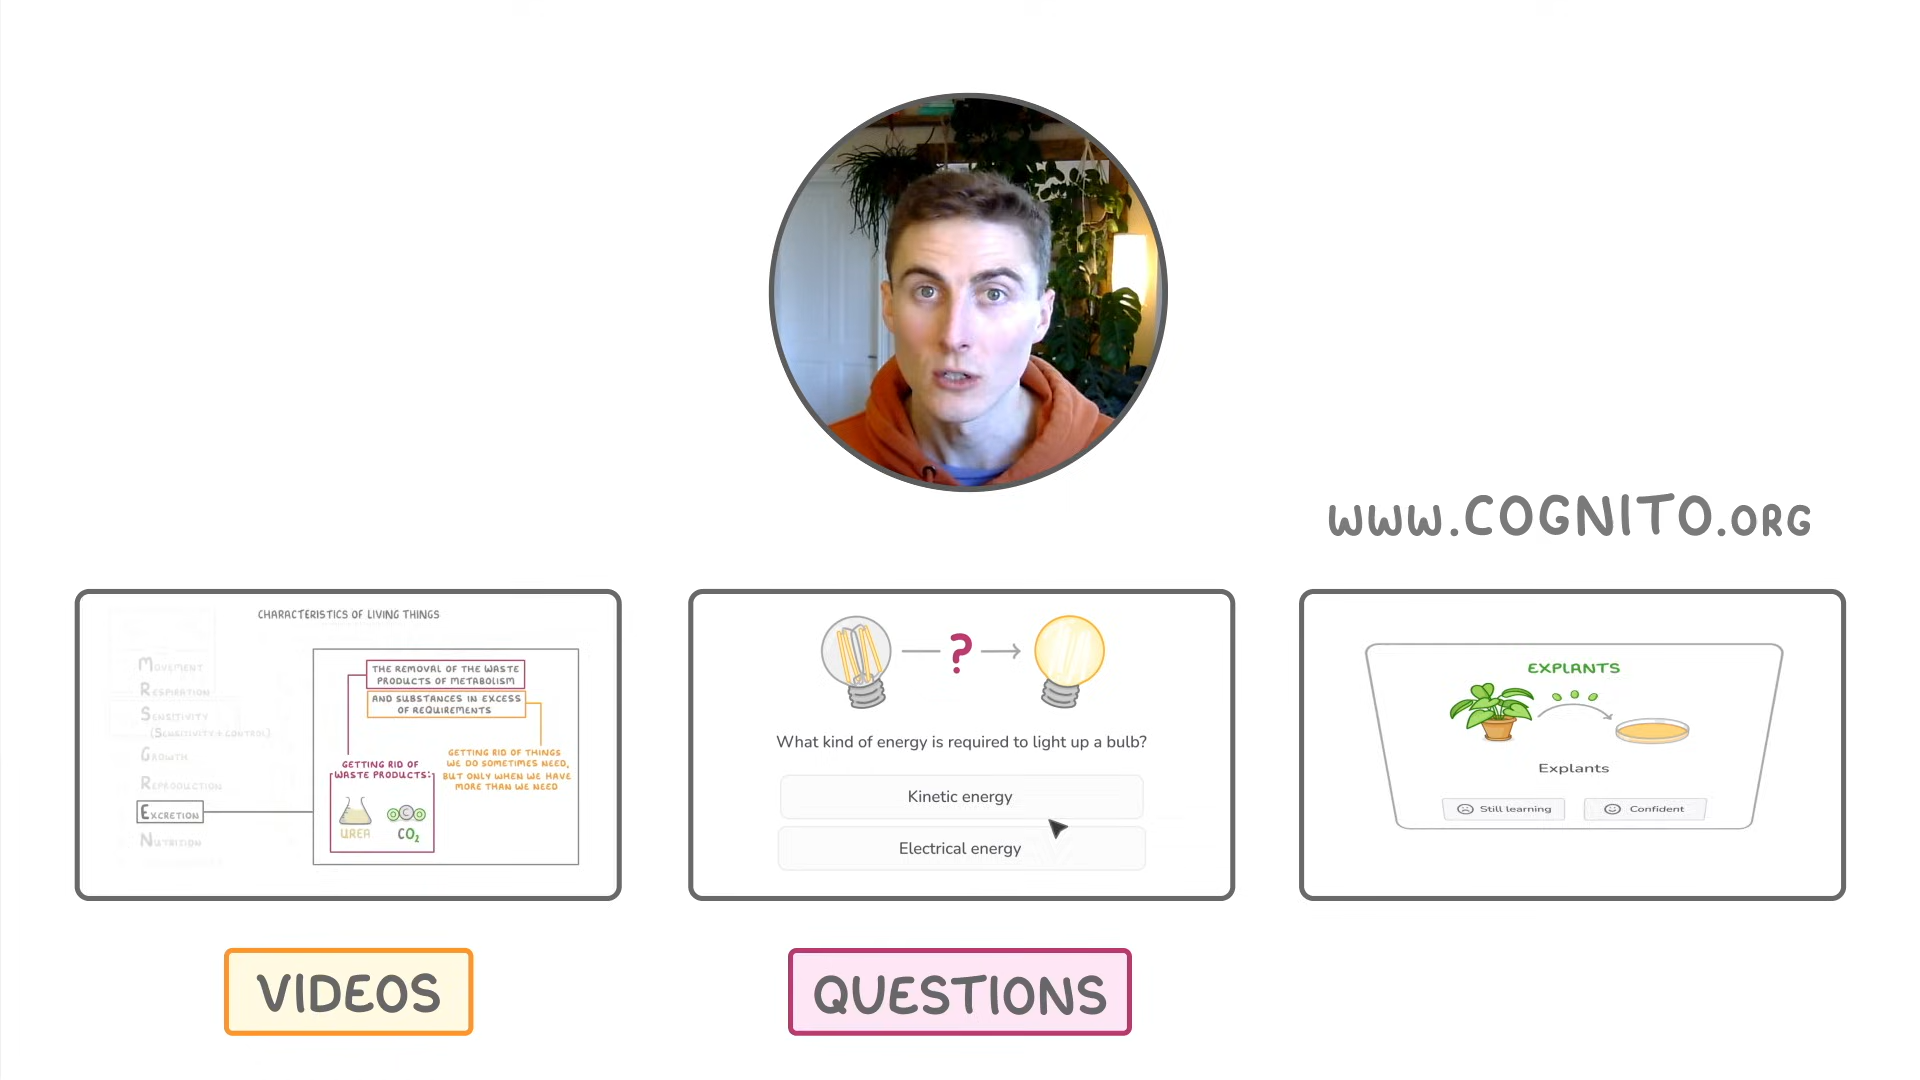 www.COGNITO.ORG
CHARACTERISTICS OF LIVING THINGS
MOVEMENT
RESPIRATION
SENSITIVITY
(SENSITIVITY + CONTROL)
GROWTH
REPRODUCTION
EXCRETION
NUTRITION
THE REMOVAL OF THE WASTE
PRODUCTS OF METABOLISM
AND SUBSTANCES IN EXCESS
OF REQUIREMENTS
GETTING RID OF
WASTE PRODUCTS:
UREA
CO₂
GETTING RID OF THINGS
WE DO SOMETIMES NEED,
BUT ONLY WHEN WE HAVE
MORE THAN WE NEED
?
What kind of energy is required to light up a bulb?
Kinetic energy
Electrical energy
EXPLANTS
Explants
Still learning
Confident
VIDEOS
QUESTIONS